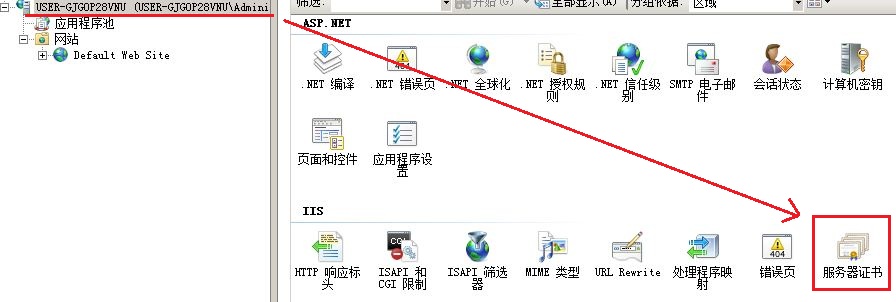 USER-GJGOP28VNU (USER-GJGOP28VNU\Admini
应用程序池
网站
Default Web Site
筛选:
开始(G)
全部显示(A)
分组依据:
区域
ASP.NET
.NET 编译
.NET 错误页
.NET 全球化
.NET 授权规则
.NET 信任级别
SMTP 电子邮件
会话状态
计算机密钥
页面和控件
应用程序设置
IIS
HTTP 响应标头
ISAPI 和 CGI 限制
ISAPI 筛选器
MIME 类型
URL Rewrite
处理程序映射
错误页
服务器证书